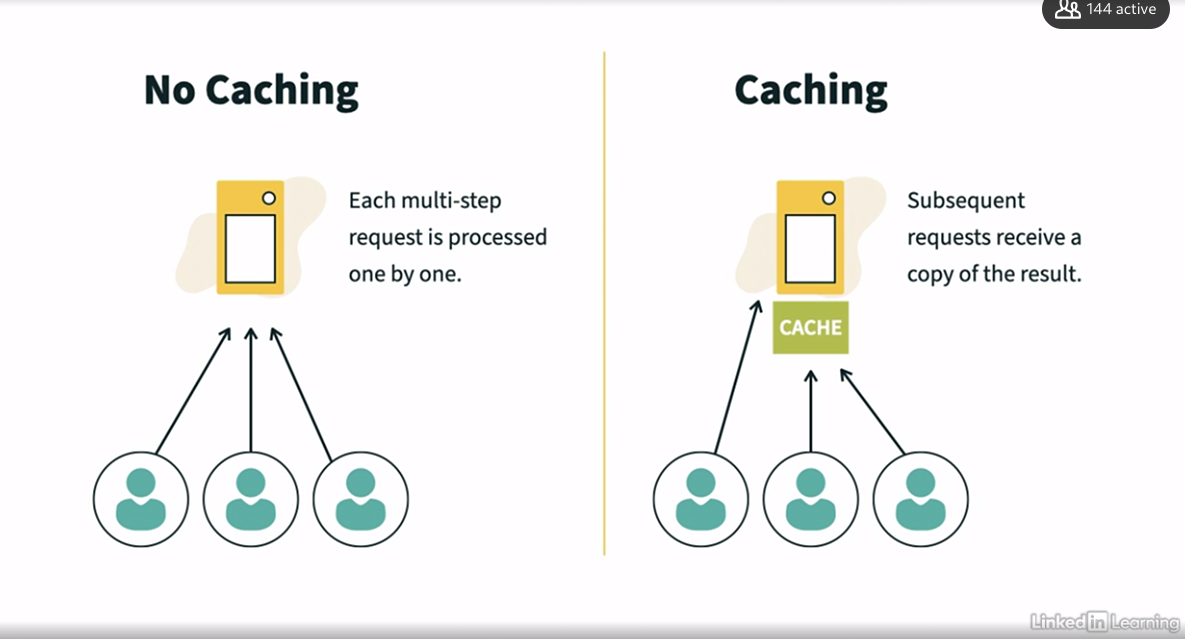 144 active
No Caching
Each multi-step
request is processed
one by one.
Caching
Subsequent
requests receive a
copy of the result.
CACHE
LinkedIn Learning